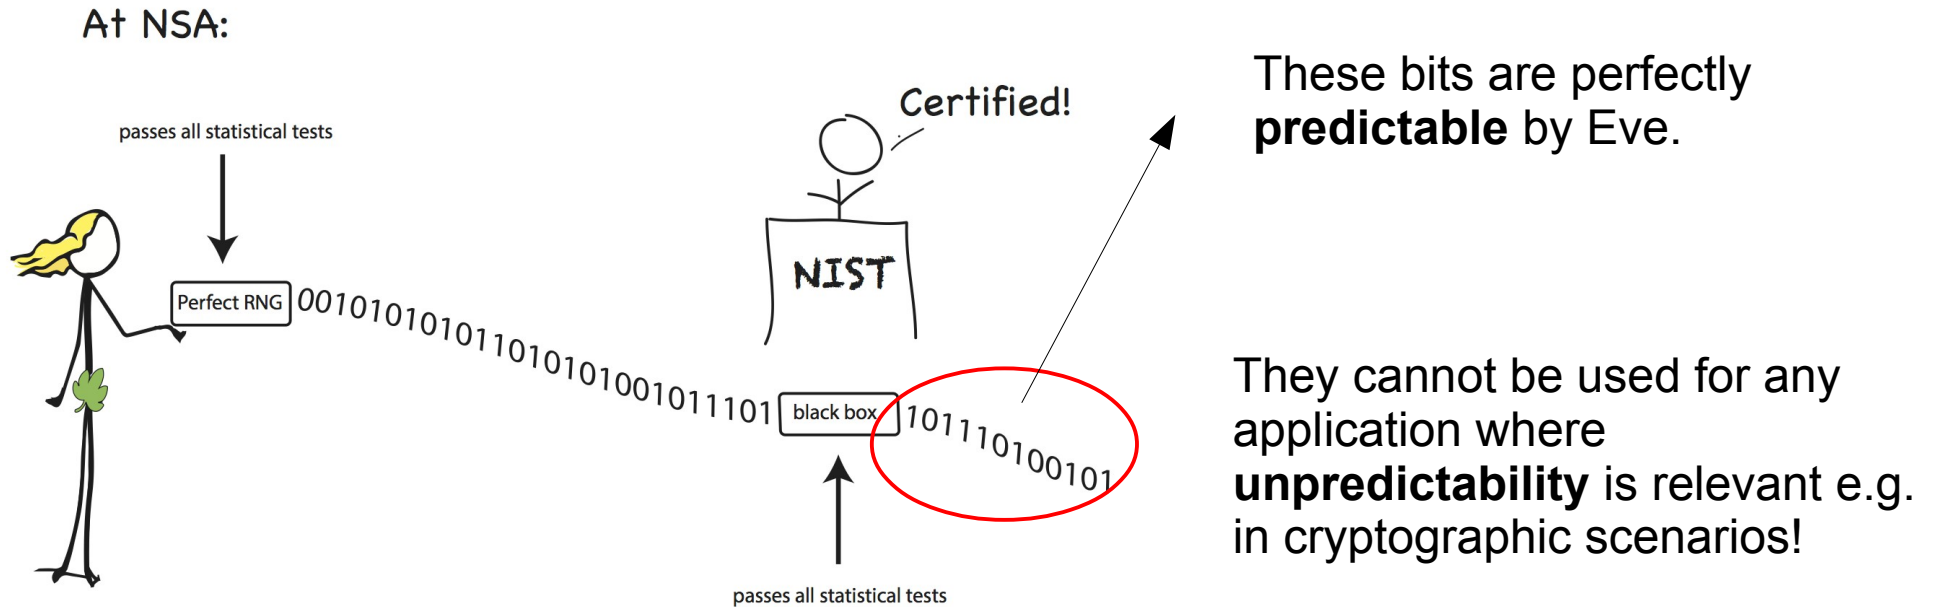 At NSA:
Certified!
passes all statistical tests
NIST
Perfect RNG
00101010101101010101001011101
black box
101110100101
passes all statistical tests
These bits are perfectly
predictable by Eve.
They cannot be used for any
application where
unpredictability is relevant e.g.
in cryptographic scenarios!